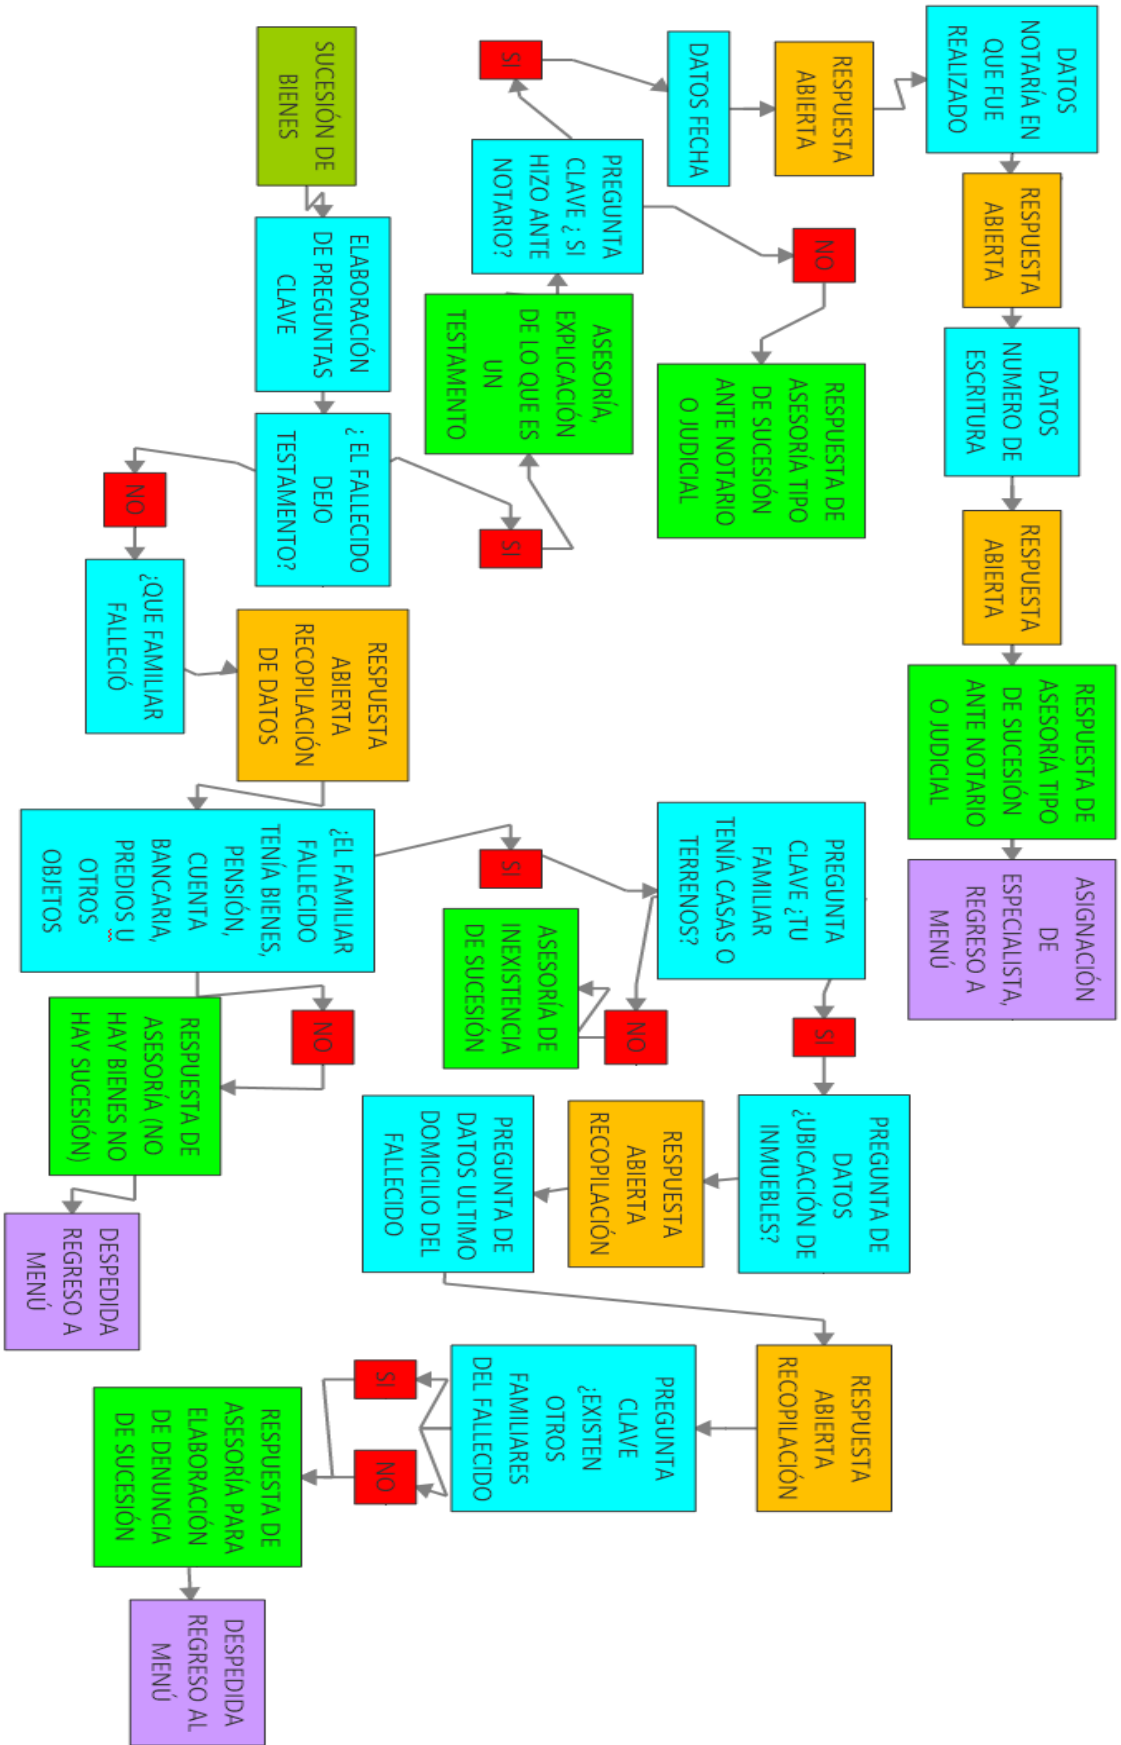 DATOS
NOTARÍA EN
QUE FUE
REALIZADO
RESPUESTA
ABIERTA
DATOS
NUMERO DE
ESCRITURA
RESPUESTA
ABIERTA
RESPUESTA DE
ASESORÍA TIPO
DE SUCESIÓN
ANTE NOTARIO
O JUDICIAL
ASIGNACIÓN
DE
ESPECIALISTA,
REGRESO A
MENÚ
RESPUESTA
ABIERTA
DATOS FECHA
SI
NO
PREGUNTA
CLAVE ¿ SI
HIZO ANTE
NOTARIO?
RESPUESTA DE
ASESORÍA TIPO
DE SUCESIÓN
ANTE NOTARIO
O JUDICIAL
ASESORÍA,
EXPLICACIÓN
DE LO QUE ES
UN
TESTAMENTO
SI
SUCESIÓN DE
BIENES
ELABORACIÓN
DE PREGUNTAS
CLAVE
¿ EL FALLECIDO
DEJO
TESTAMENTO?
NO
¿QUE FAMILIAR
FALLECIÓ
RESPUESTA
ABIERTA
RECOPILACIÓN
DE DATOS
¿EL FAMILIAR
FALLECIDO
TENÍA BIENES,
PENSIÓN,
CUENTA
BANCARIA,
PREDIOS U
OTROS
OBJETOS
SI
PREGUNTA
CLAVE ¿TU
FAMILIAR
TENÍA CASAS O
TERRENOS?
NO
ASESORÍA DE
INEXISTENCIA
DE SUCESIÓN
SI
PREGUNTA DE
DATOS
¿UBICACIÓN DE
INMUEBLES?
RESPUESTA
ABIERTA
RECOPILACIÓN
PREGUNTA DE
DATOS ULTIMO
DOMICILIO DEL
FALLECIDO
NO
RESPUESTA DE
ASESORÍA (NO
HAY BIENES NO
HAY SUCESIÓN)
DESPEDIDA
REGRESO A
MENÚ
RESPUESTA
ABIERTA
RECOPILACIÓN
PREGUNTA
CLAVE
¿EXISTEN
OTROS
FAMILIARES
DEL FALLECIDO
SI
NO
RESPUESTA DE
ASESORÍA PARA
ELABORACIÓN
DE DENUNCIA
DE SUCESIÓN
DESPEDIDA
REGRESO AL
MENÚ